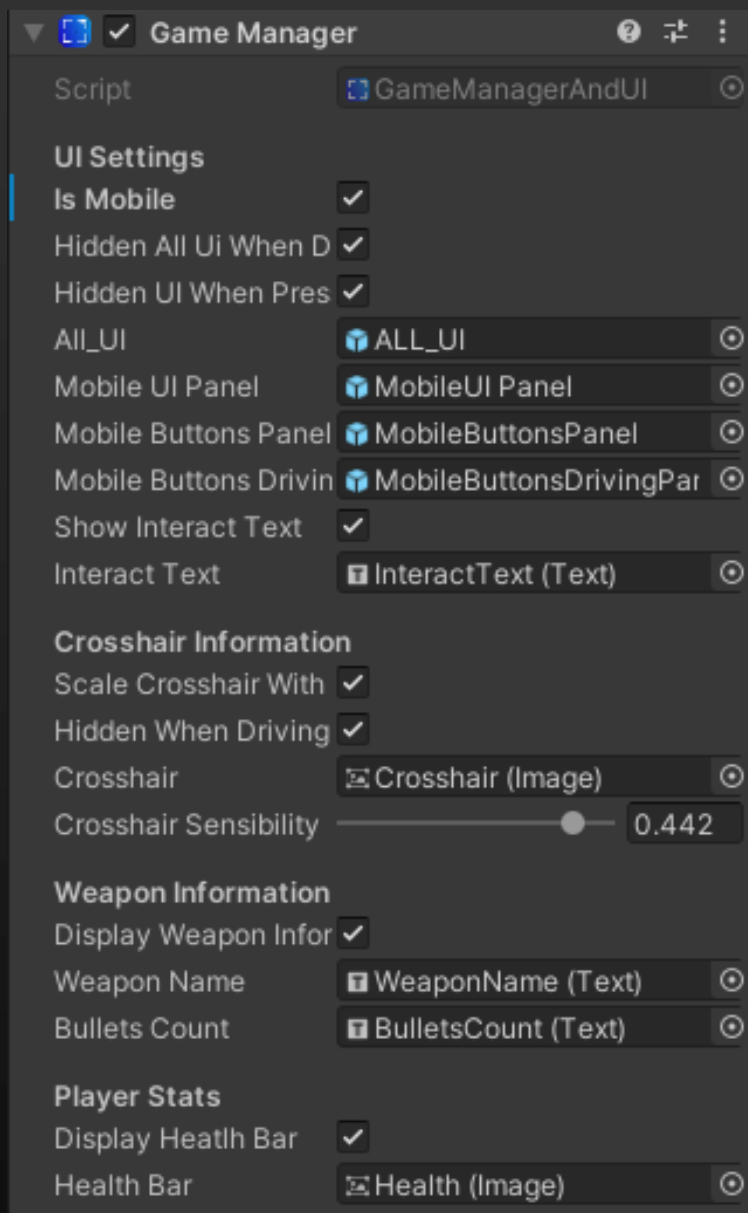 Game Manager
Script GameManagerAndUI
UI Settings
Is Mobile
Hidden All Ui When D
Hidden UI When Pres
All_UI ALL_UI
Mobile UI Panel MobileUI Panel
Mobile Buttons Panel MobileButtonsPanel
Mobile Buttons Drivin MobileButtonsDrivingPar
Show Interact Text
Interact Text InteractText (Text)
Crosshair Information
Scale Crosshair With
Hidden When Driving
Crosshair Crosshair (Image)
Crosshair Sensibility 0.442
Weapon Information
Display Weapon Infor
Weapon Name WeaponName (Text)
Bullets Count BulletsCount (Text)
Player Stats
Display Heatlh Bar
Health Bar Health (Image)